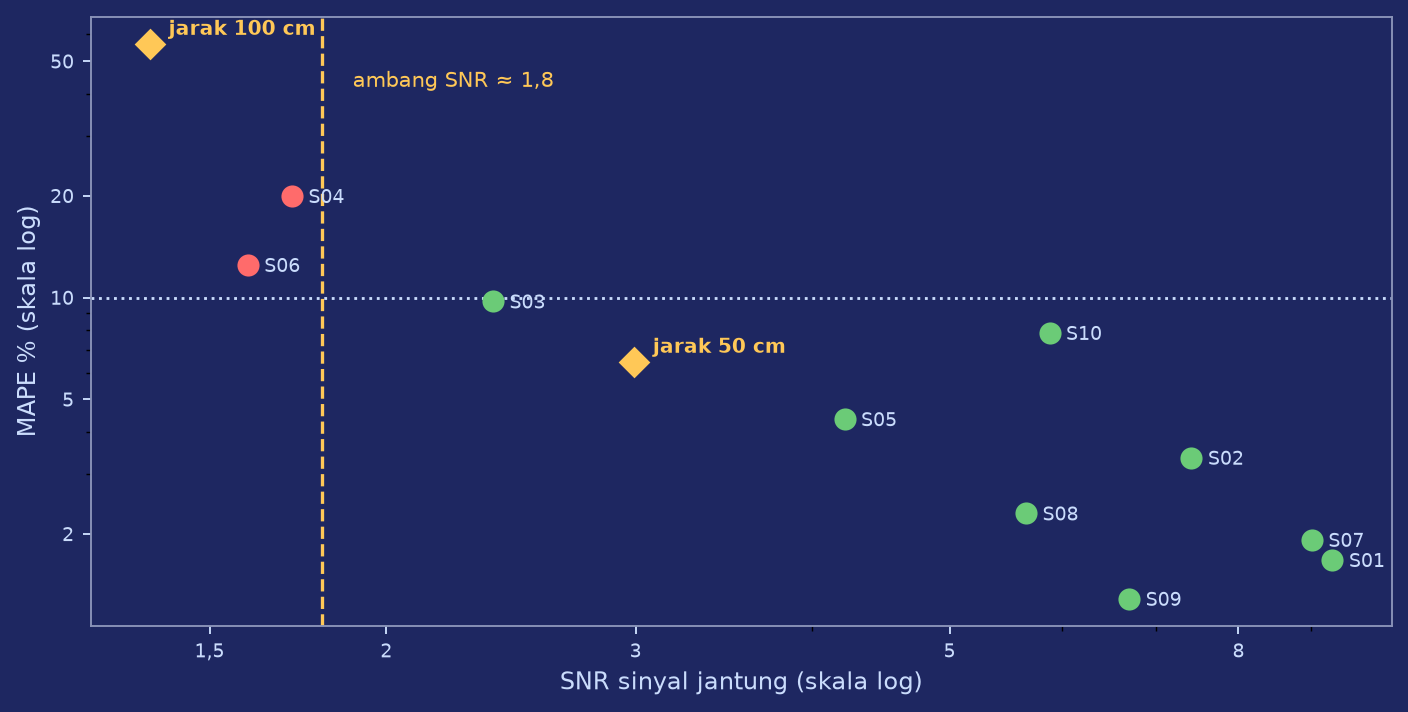 jarak 100 cm
50
ambang SNR ≈ 1,8
20
S04
S06
10
S03
S10
jarak 50 cm
5
S05
S02
S08
2
S07
S01
S09
MAPE % (skala log)
1,5
2
3
5
8
SNR sinyal jantung (skala log)